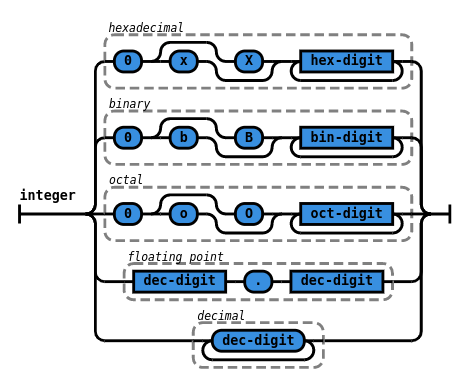 hexadecimal
0 x X hex-digit
binary
0 b B bin-digit
octal
integer
0 o O oct-digit
floating point
dec-digit . dec-digit
decimal
dec-digit